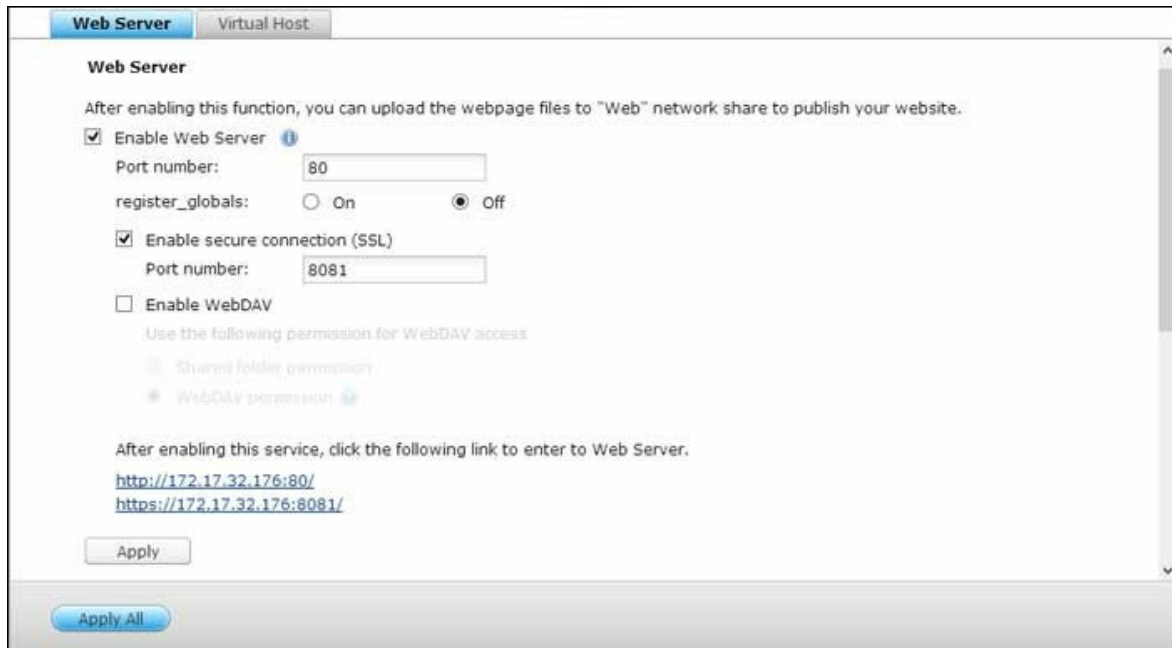 Web Server Virtual Host
Web Server
After enabling this function, you can upload the webpage files to "Web" network share to publish your website.
Enable Web Server
Port number: 80
register_globals: On Off
Enable secure connection (SSL)
Port number: 8081
Enable WebDAV
Use the following permission for WebDAV access
Shared folder permission
WebDAV permission
After enabling this service, click the following link to enter to Web Server.
http://172.17.32.176:80/
https://172.17.32.176:8081/
Apply
Apply All